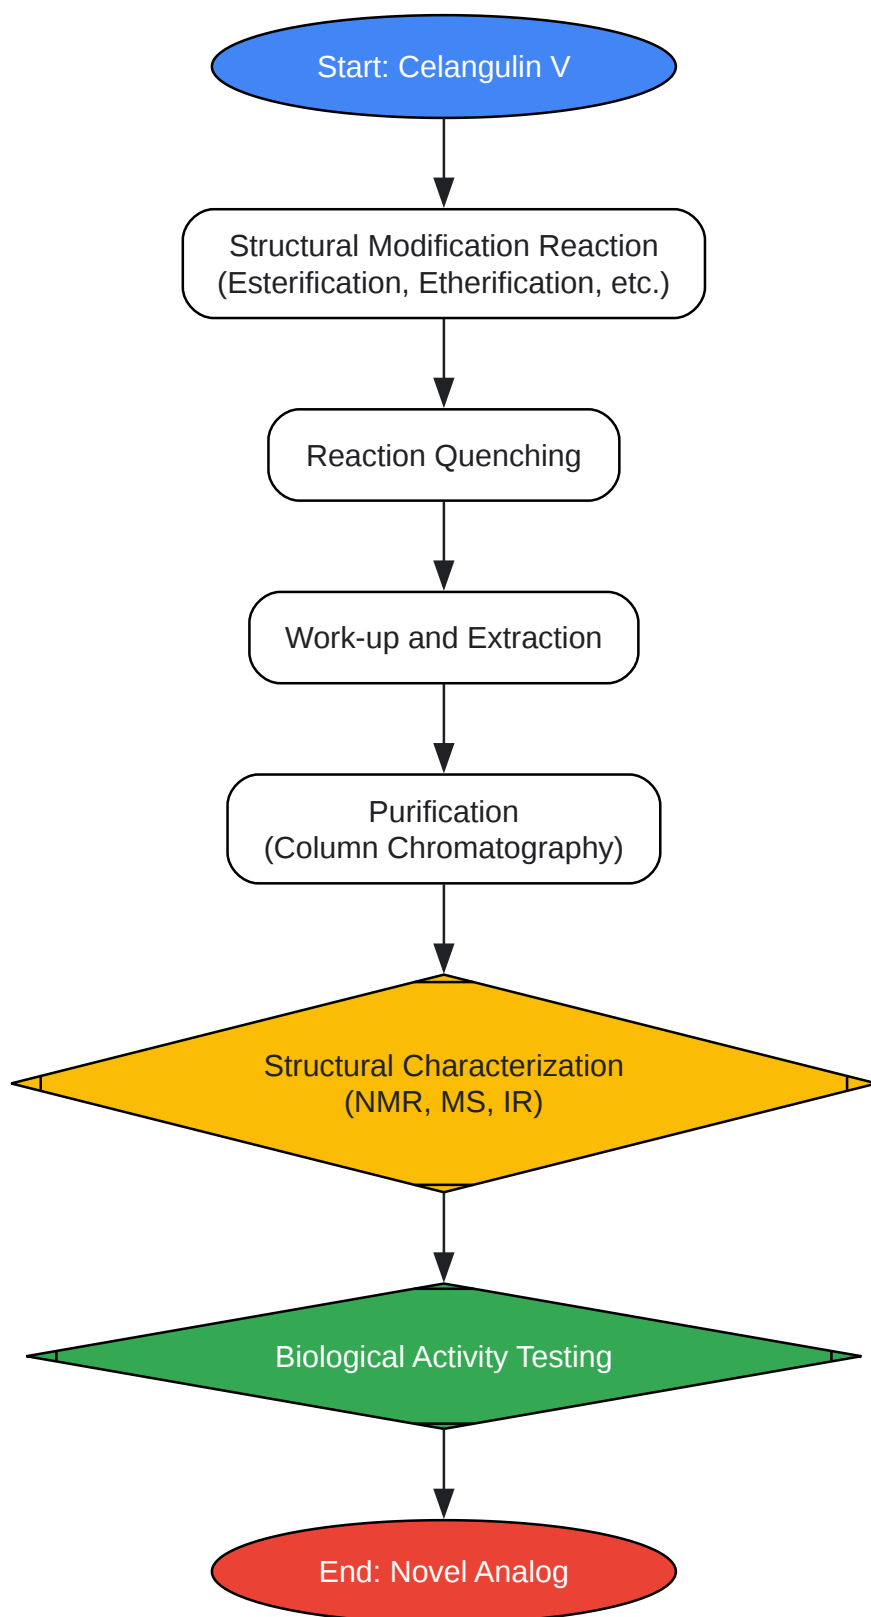 Start: Celangulin V
Structural Modification Reaction
(Esterification, Etherification, etc.)
Reaction Quenching
Work-up and Extraction
Purification
(Column Chromatography)
Structural Characterization
(NMR, MS, IR)
Biological Activity Testing
End: Novel Analog